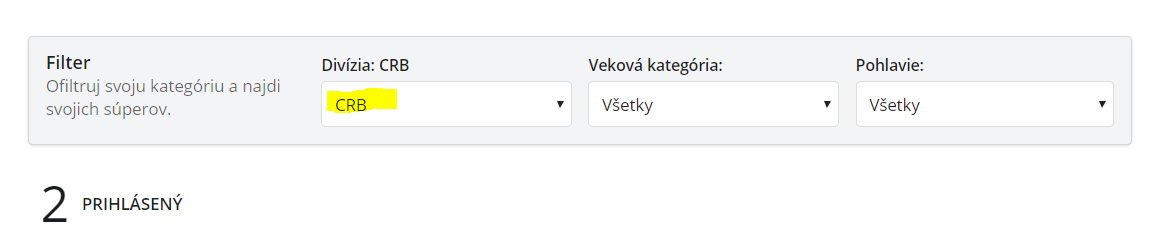 Filter
Ofiltruj svoju kategóriu a najdi
svojich súperov.
Divízia: CRB
CRB
Veková kategória:
Všetky
Pohlavie:
Všetky
2 PRIHLÁSENÝ